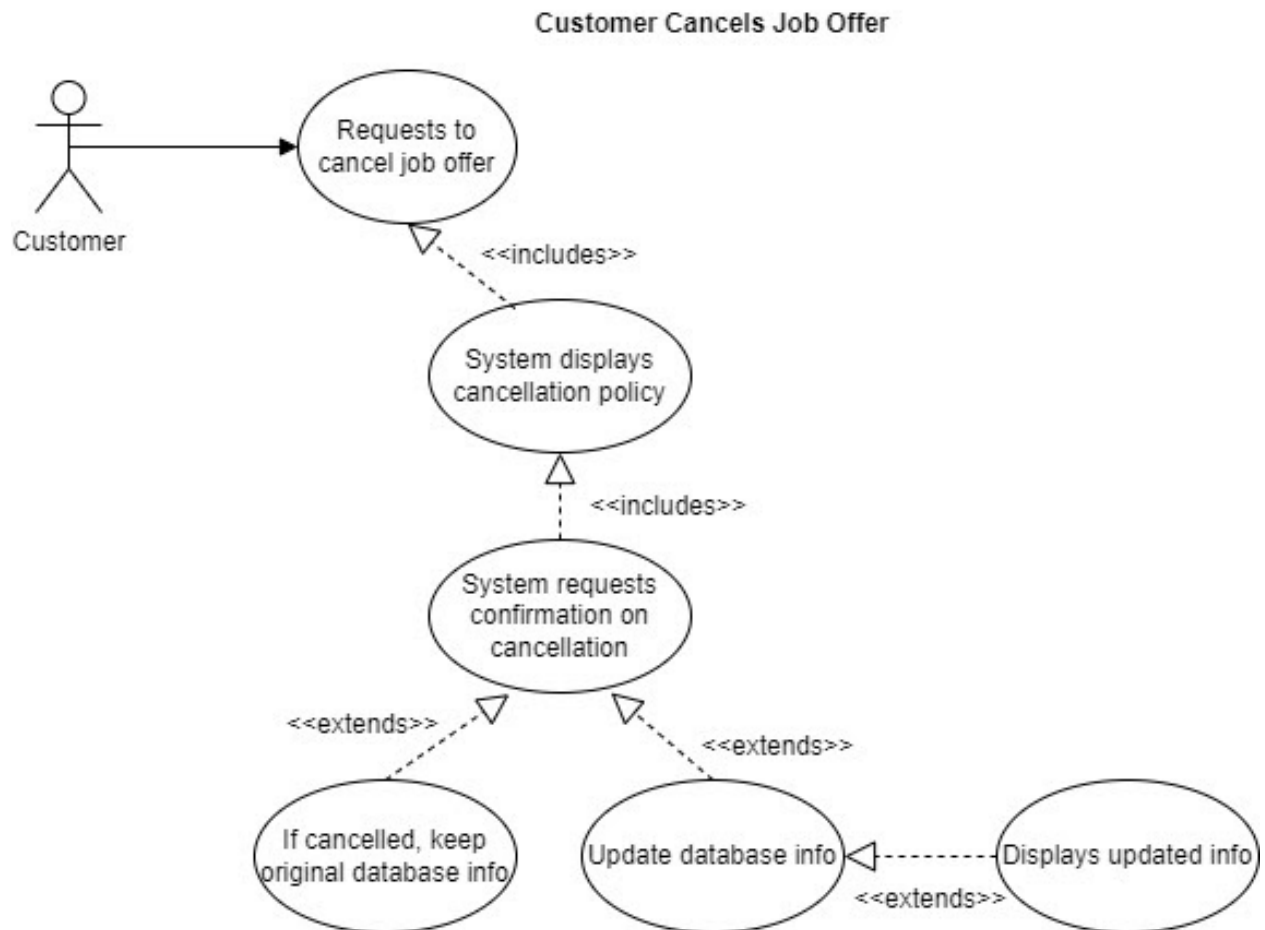 Customer Cancels Job Offer
Requests to
cancel job offer
Customer
<<includes>>
System displays
cancellation policy
<<includes>>
System requests
confirmation on
cancellation
<<extends>>
<<extends>>
If cancelled, keep
original database info
Update database info
Displays updated info
<<extends>>